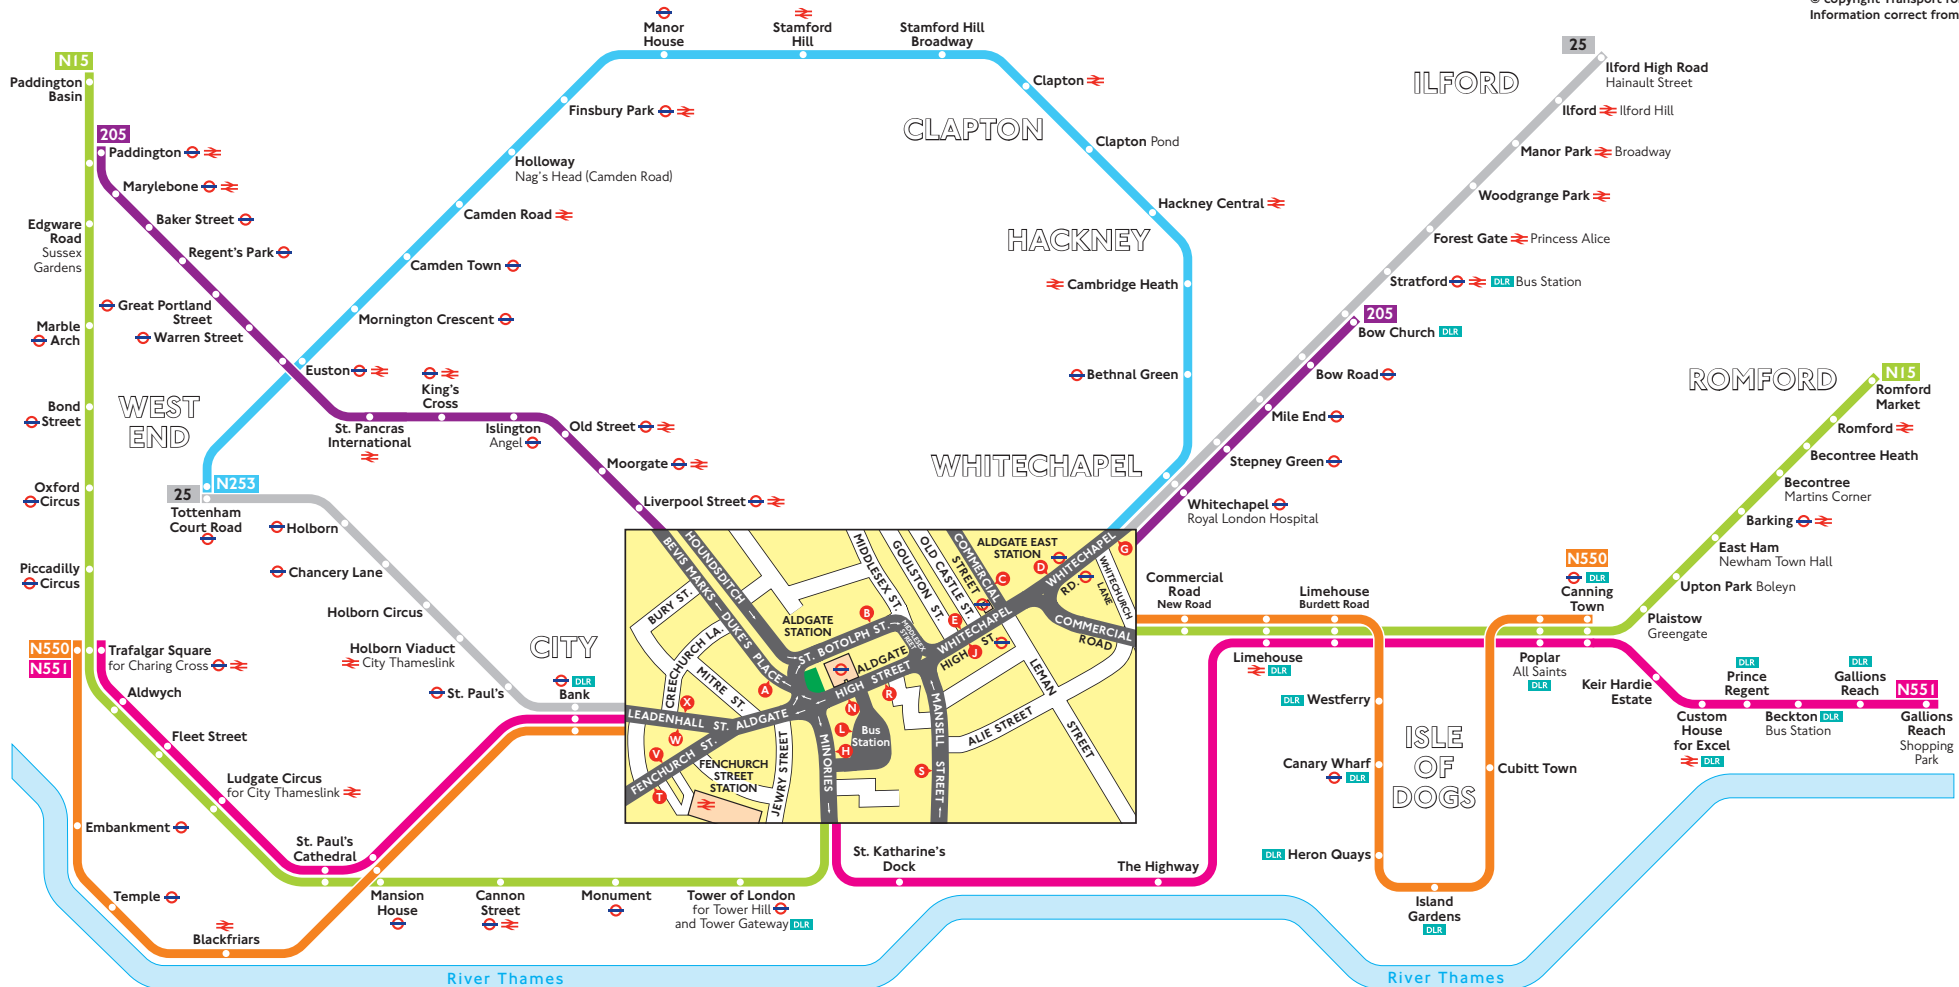 © Copyright Transport fo
Information correct from
N15
Paddington
Basin
Edgware
Road
Sussex
Gardens
Marble
Arch
Bond
Street
Oxford
Circus
Piccadilly
Circus
205
Paddington
Marylebone
Baker Street
Regent's Park
Great Portland
Street
Warren Street
Euston
St. Pancras
International
King's
Cross
Islington
Angel
Old Street
Moorgate
Liverpool Street
WEST
END
N253
25
Tottenham
Court Road
Mornington Crescent
Camden Town
Camden Road
Holloway
Nag's Head (Camden Road)
Finsbury Park
Manor
House
Stamford
Hill
Stamford Hill
Broadway
Clapton
CLAPTON
Clapton Pond
Hackney Central
HACKNEY
Cambridge Heath
Bethnal Green
WHITECHAPEL
Holborn
Chancery Lane
Holborn Circus
Holborn Viaduct
City Thameslink
St. Paul's
CITY
DLR
Bank
25
ILFORD
Ilford High Road
Hainault Street
Ilford Ilford Hill
Manor Park Broadway
Woodgrange Park
Forest Gate Princess Alice
Stratford DLR Bus Station
205
Bow Church DLR
Bow Road
Mile End
Stepney Green
Whitechapel
Royal London Hospital
ROMFORD
N15
Romford
Market
Romford
Becontree Heath
Becontree
Martins Corner
Barking
East Ham
Newham Town Hall
Upton Park Boleyn
Plaistow
Greengate
N550
DLR
Canning
Town
Commercial
Road
New Road
Limehouse
Burdett Road
Limehouse
DLR
DLR Westferry
Canary Wharf
DLR
DLR Heron Quays
ISLE
OF
DOGS
Island
Gardens
DLR
Cubitt Town
Poplar
All Saints
DLR
Keir Hardie
Estate
Custom
House
for Excel
DLR
DLR
Prince
Regent
Beckton DLR
Bus Station
DLR
Gallions
Reach
N551
Gallions
Reach
Shopping
Park
N550
N551
Trafalgar Square
for Charing Cross
Aldwych
Fleet Street
Ludgate Circus
for City Thameslink
St. Paul's
Cathedral
Embankment
Temple
Blackfriars
Mansion
House
Cannon
Street
Monument
Tower of London
for Tower Hill
and Tower Gateway DLR
St. Katharine's
Dock
The Highway
River Thames
River Thames
HOUNDSDITCH
BEVIS MARKS
DUKE'S PLACE
BURY ST.
CREECHURCH LA.
MITRE ST.
LEADENHALL ST.
ALDGATE
FENCHURCH ST.
FENCHURCH
STREET
STATION
JEWRY STREET
MINORIES
ALDGATE
STATION
ST. BOTOLPH ST.
ALDGATE
HIGH STREET
MIDDLESEX ST.
MIDDLESEX
STREET
GOULSTON ST.
OLD CASTLE ST.
COMMERCIAL
STREET
ALDGATE EAST
STATION
WHITECHAPEL
RD.
WHITECHAPEL
HIGH ST.
WHITECHURCH
LANE
COMMERCIAL
ROAD
LEMAN
STREET
ALIE STREET
MANSELL
STREET
Bus
Station
A
B
C
D
E
G
H
J
L
N
R
S
T
V
W
X